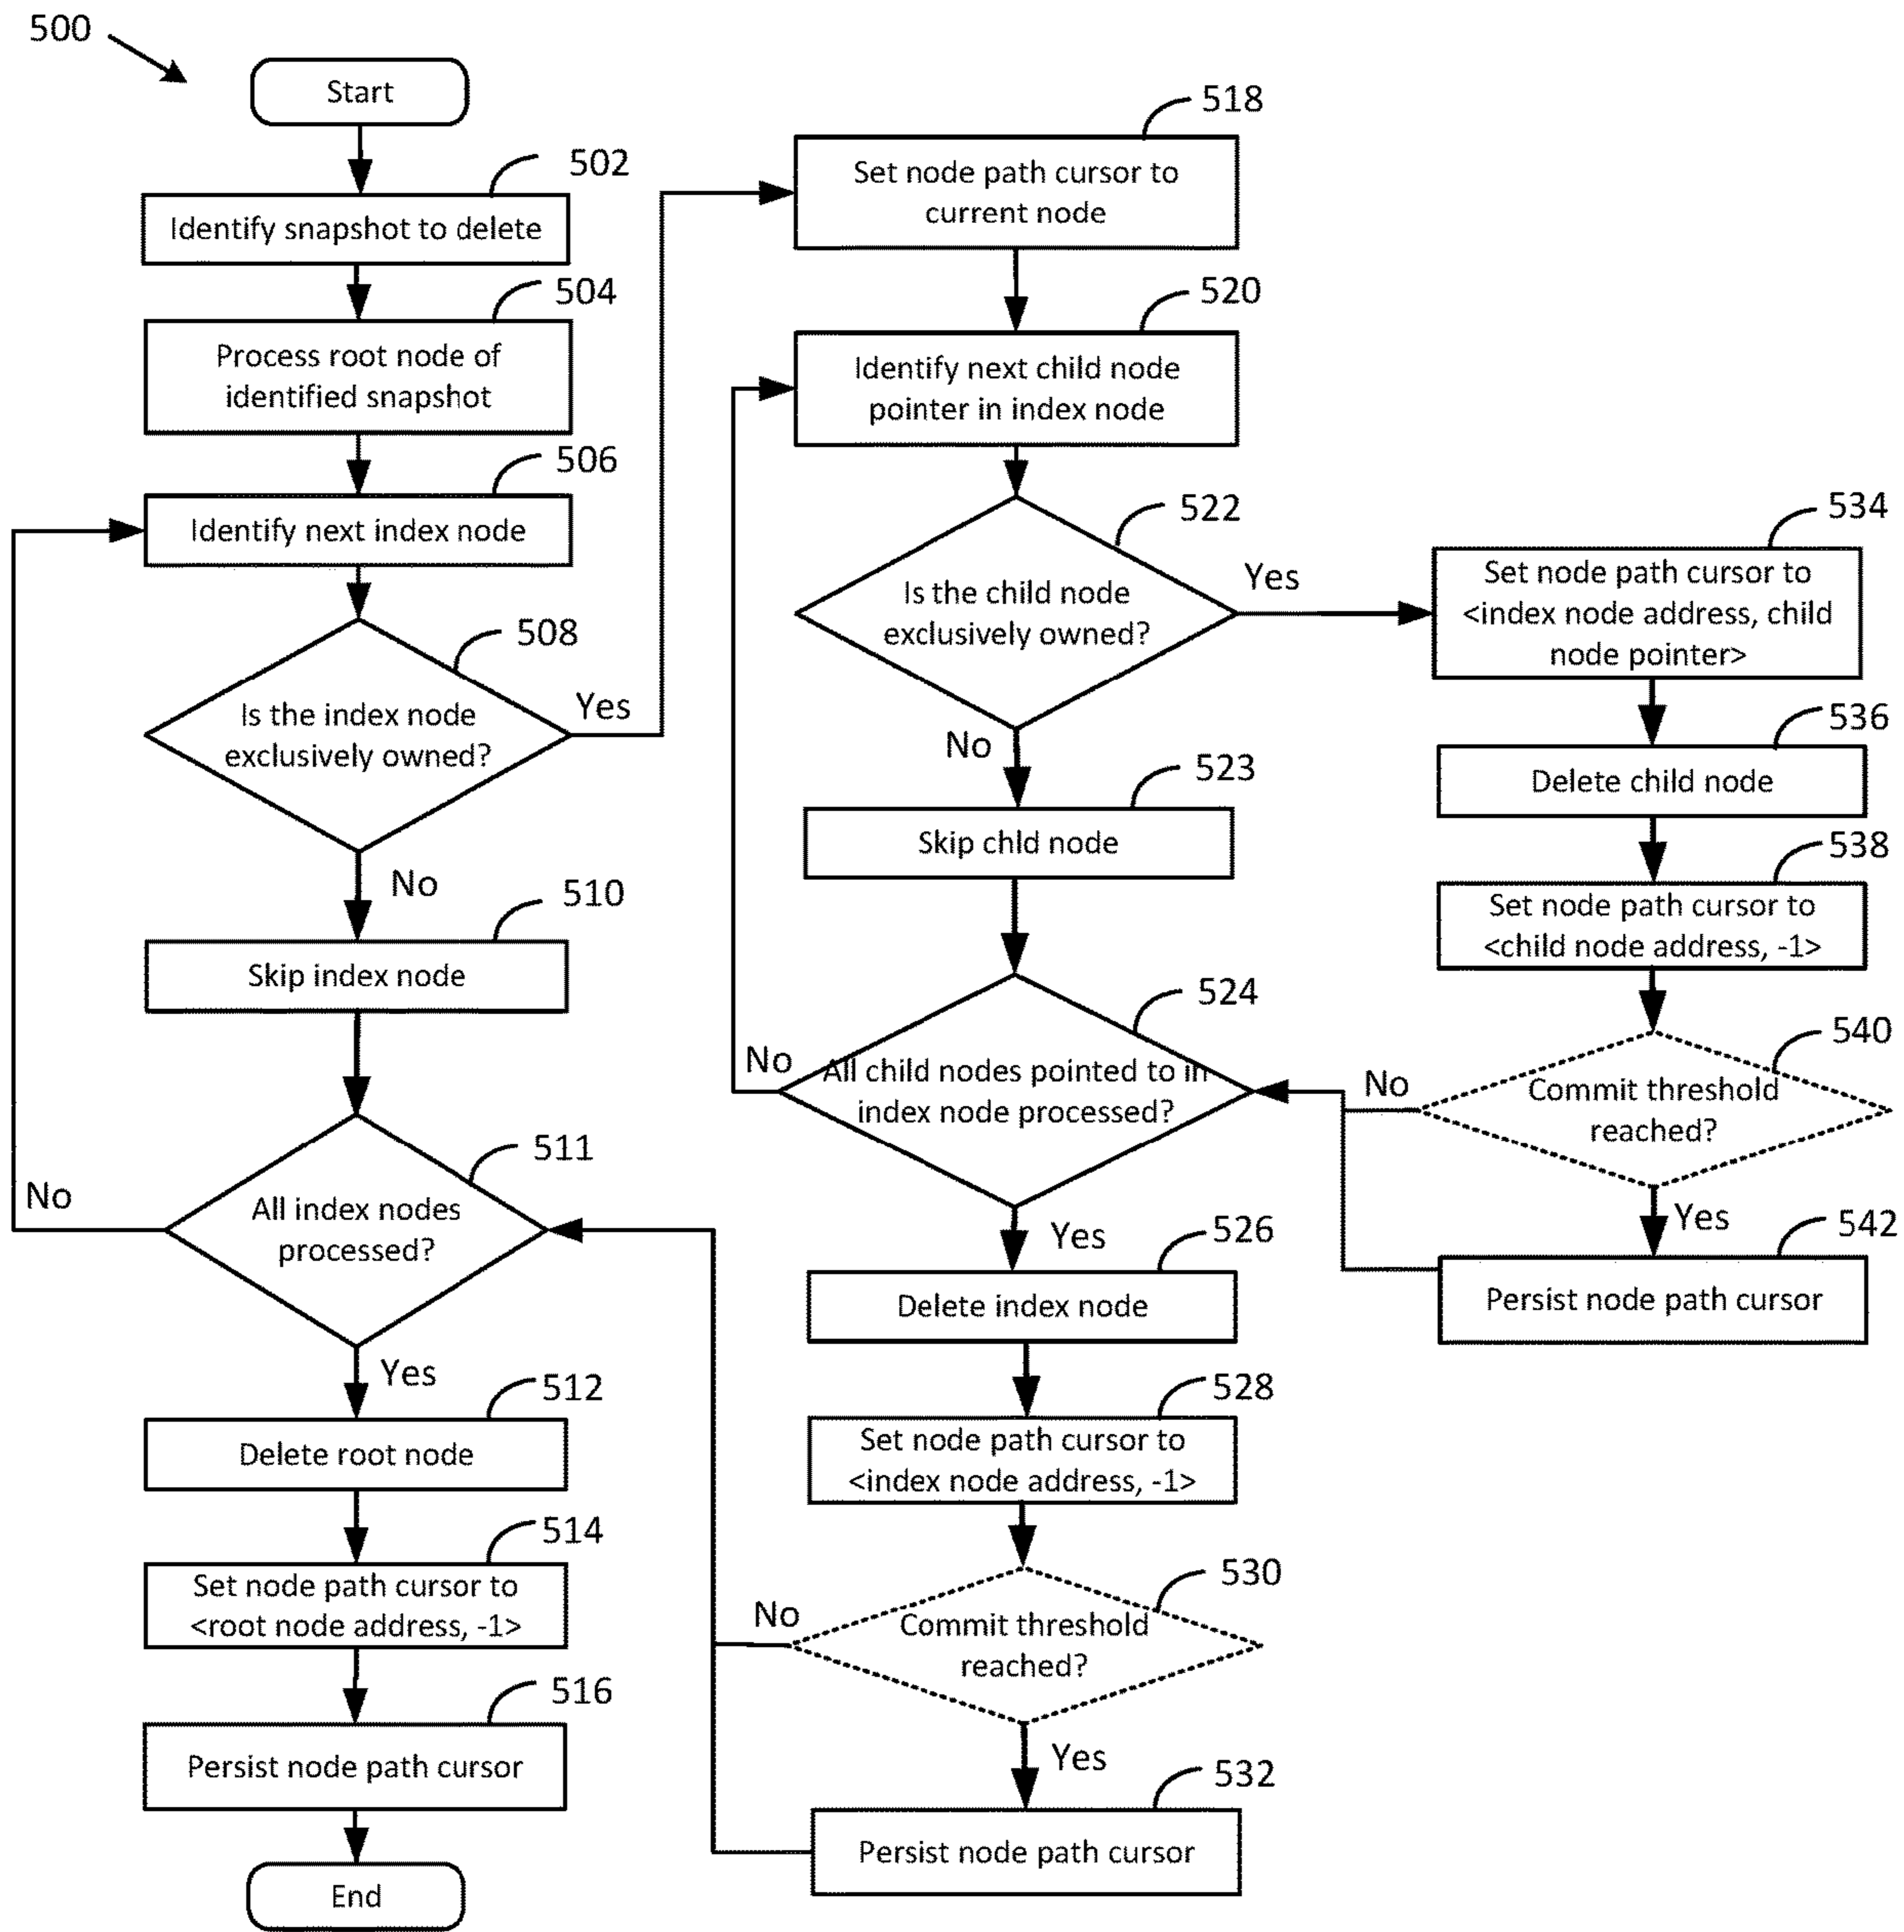 500
Start
502
Identify snapshot to delete
504
Process root node of
identified snapshot
506
Identify next index node
508
Is the index node
exclusively owned?
Yes
No
510
Skip index node
511
All index nodes
processed?
No
Yes
512
Delete root node
514
Set node path cursor to
<root node address, -1>
516
Persist node path cursor
End
518
Set node path cursor to
current node
520
Identify next child node
pointer in index node
522
Is the child node
exclusively owned?
Yes
No
523
Skip chld node
524
All child nodes pointed to in
index node processed?
No
Yes
526
Delete index node
528
Set node path cursor to
<index node address, -1>
530
Commit threshold
reached?
No
Yes
532
Persist node path cursor
534
Set node path cursor to
<index node address, child
node pointer>
536
Delete child node
538
Set node path cursor to
<child node address, -1>
540
Commit threshold
reached?
No
Yes
542
Persist node path cursor